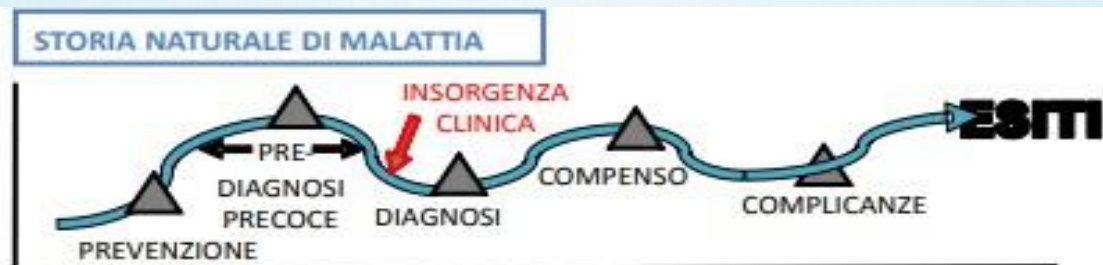 STORIA NATURALE DI MALATTIA
INSORGENZA
CLINICA
ESITI
PRE-
DIAGNOSI
PRECOCE
DIAGNOSI
COMPENSO
COMPLICANZE
PREVENZIONE